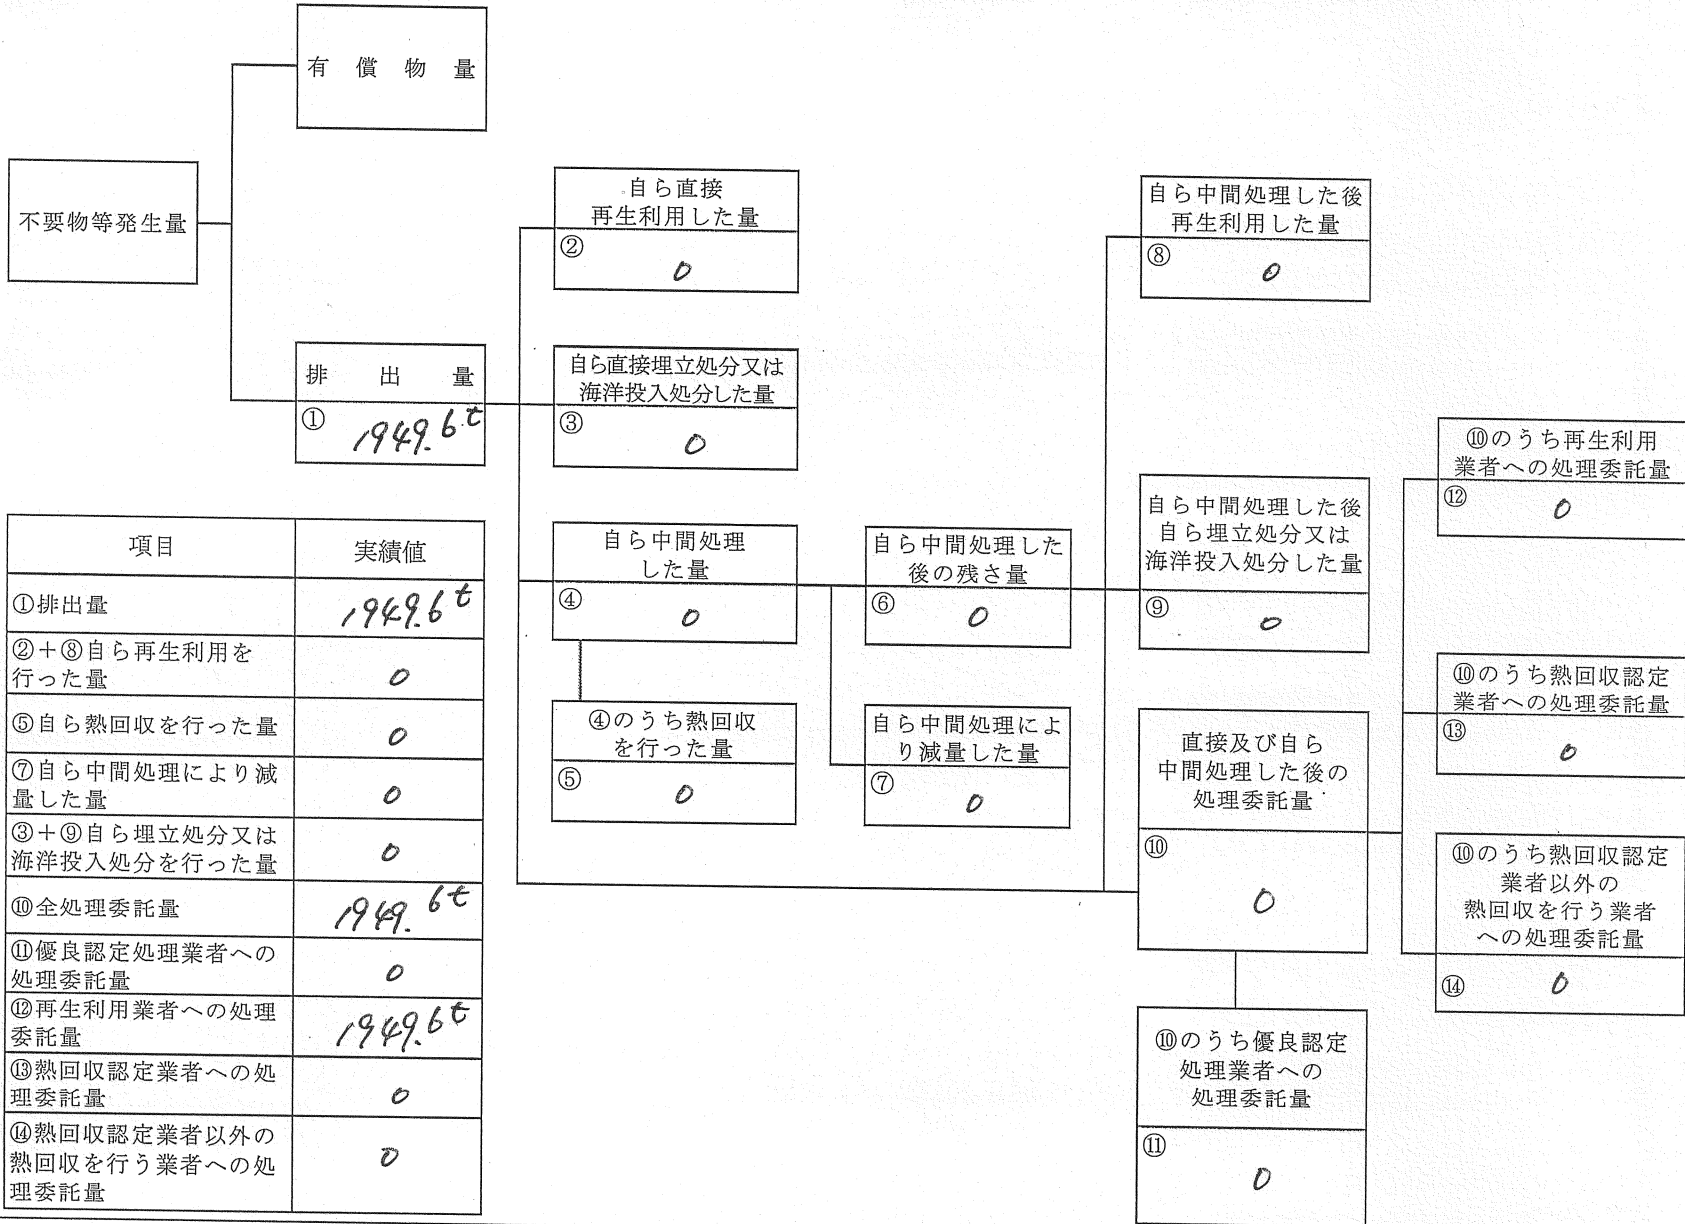 有償物量
不要物等発生量
排出量
① 1949.6t
自ら直接
再生利用した量
② 0
自ら直接埋立処分又は
海洋投入処分した量
③ 0
自ら中間処理
した量
④ 0
④のうち熱回収
を行った量
⑤ 0
自ら中間処理した
後の残さ量
⑥ 0
自ら中間処理によ
り減量した量
⑦ 0
自ら中間処理した後
再生利用した量
⑧ 0
自ら中間処理した後
自ら埋立処分又は
海洋投入処分した量
⑨ 0
直接及び自ら
中間処理した後の
処理委託量
⑩ 0
⑩のうち優良認定
処理業者への
処理委託量
⑪ 0
⑩のうち再生利用
業者への処理委託量
⑫ 0
⑩のうち熱回収認定
業者への処理委託量
⑬ 0
⑩のうち熱回収認定
業者以外の
熱回収を行う業者
への処理委託量
⑭ 0
項目 実績値
①排出量 1949.6t
②+⑧自ら再生利用を
行った量 0
⑤自ら熱回収を行った量 0
⑦自ら中間処理により減
量した量 0
③+⑨自ら埋立処分又は
海洋投入処分を行った量 0
⑩全処理委託量 1949.6t
⑪優良認定処理業者への
処理委託量 0
⑫再生利用業者への処理
委託量 1949.6t
⑬熱回収認定業者への処
理委託量 0
⑭熱回収認定業者以外の
熱回収を行う業者への処
理委託量 0